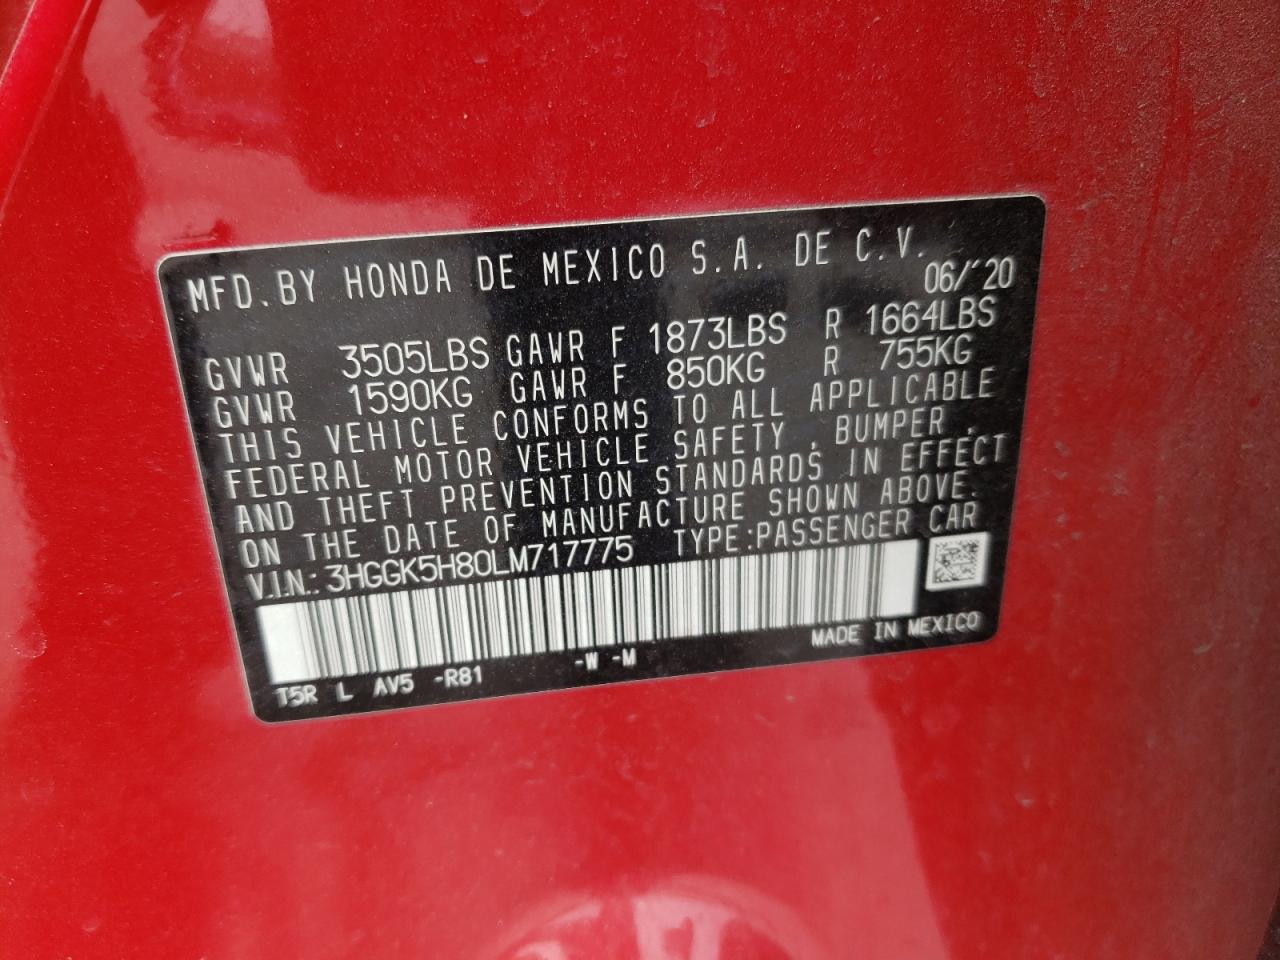 MFD.BY HONDA DE MEXICO S.A. DE C.V.
06/'20
GVWR 3505LBS GAWR F 1873LBS R 1664LBS
GVWR 1590KG GAWR F 850KG R 755KG
THIS VEHICLE CONFORMS TO ALL APPLICABLE
FEDERAL MOTOR VEHICLE SAFETY , BUMPER ,
AND THEFT PREVENTION STANDARDS IN EFFECT
ON THE DATE OF MANUFACTURE SHOWN ABOVE.
V.I.N.: 3HGGK5H80LM717775 TYPE:PASSENGER CAR
MADE IN MEXICO
T5R L AV5 -R81 -W -M